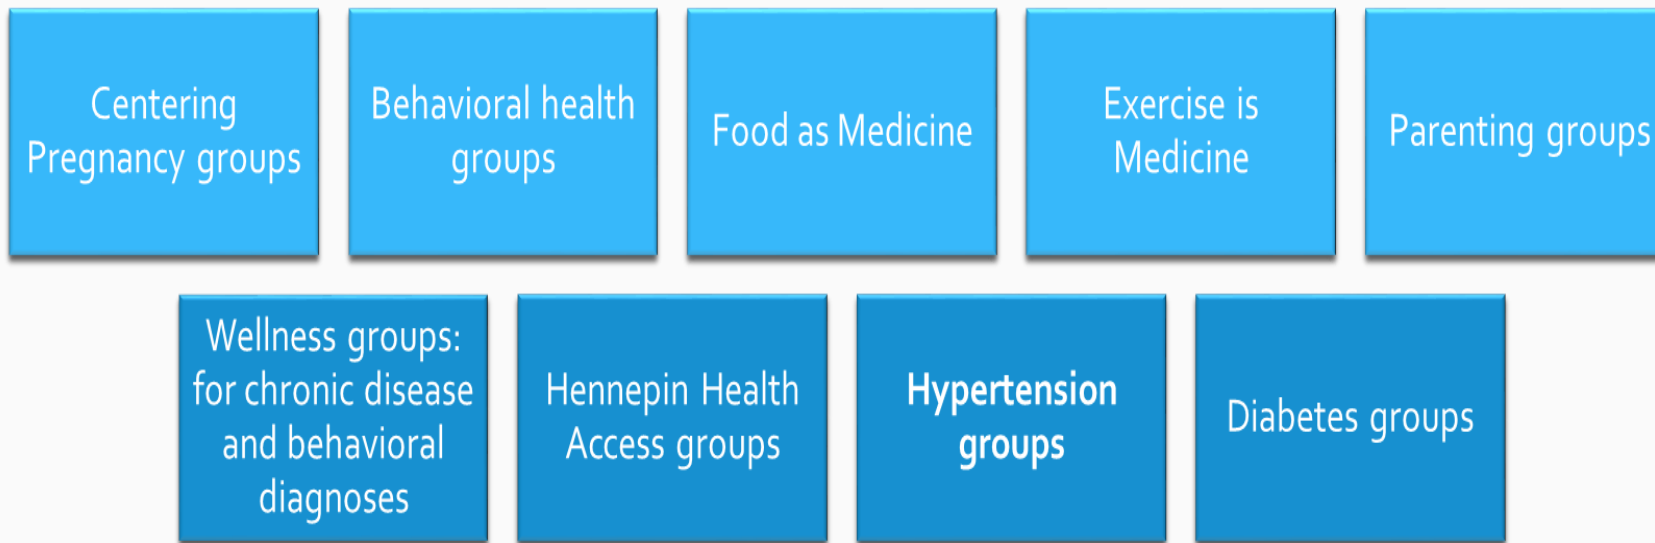 Centering
Pregnancy groups
Behavioral health
groups
Food as Medicine
Exercise is
Medicine
Parenting groups
Wellness groups:
for chronic disease
and behavioral
diagnoses
Hennepin Health
Access groups
Hypertension
groups
Diabetes groups